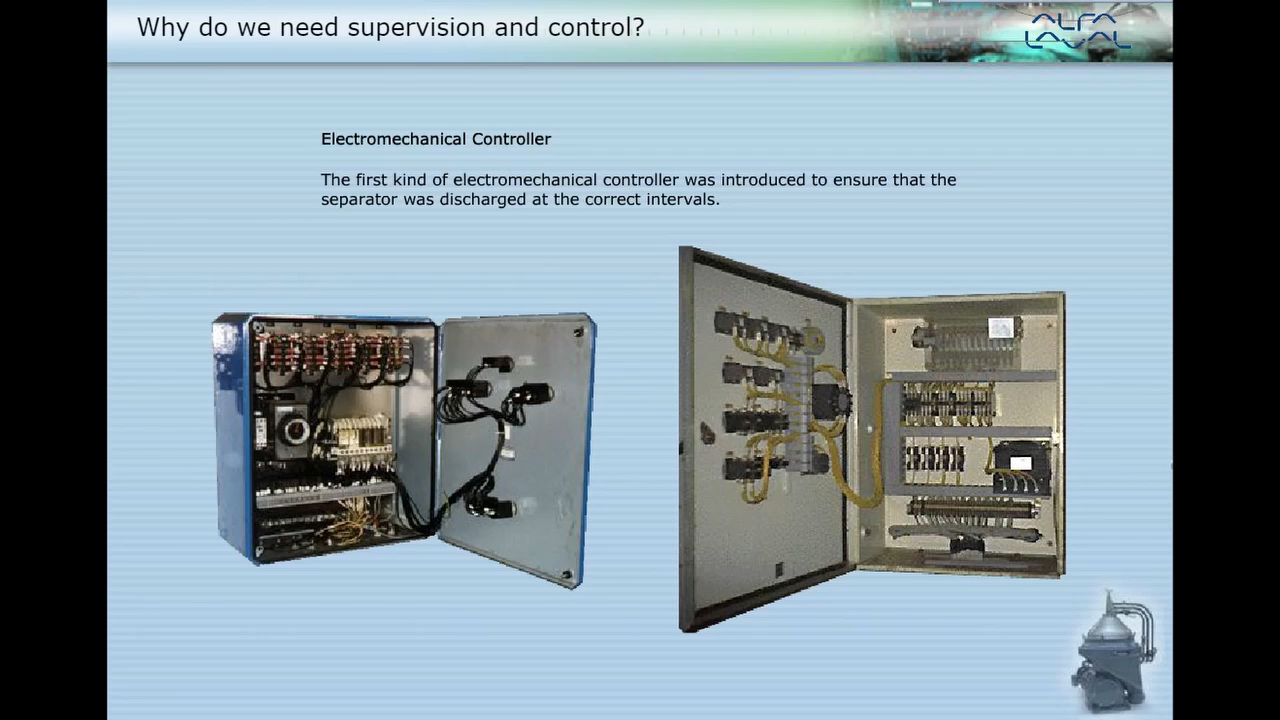 Why do we need supervision and control?
ALFA
LAVAL
Electromechanical Controller
The first kind of electromechanical controller was introduced to ensure that the
separator was discharged at the correct intervals.